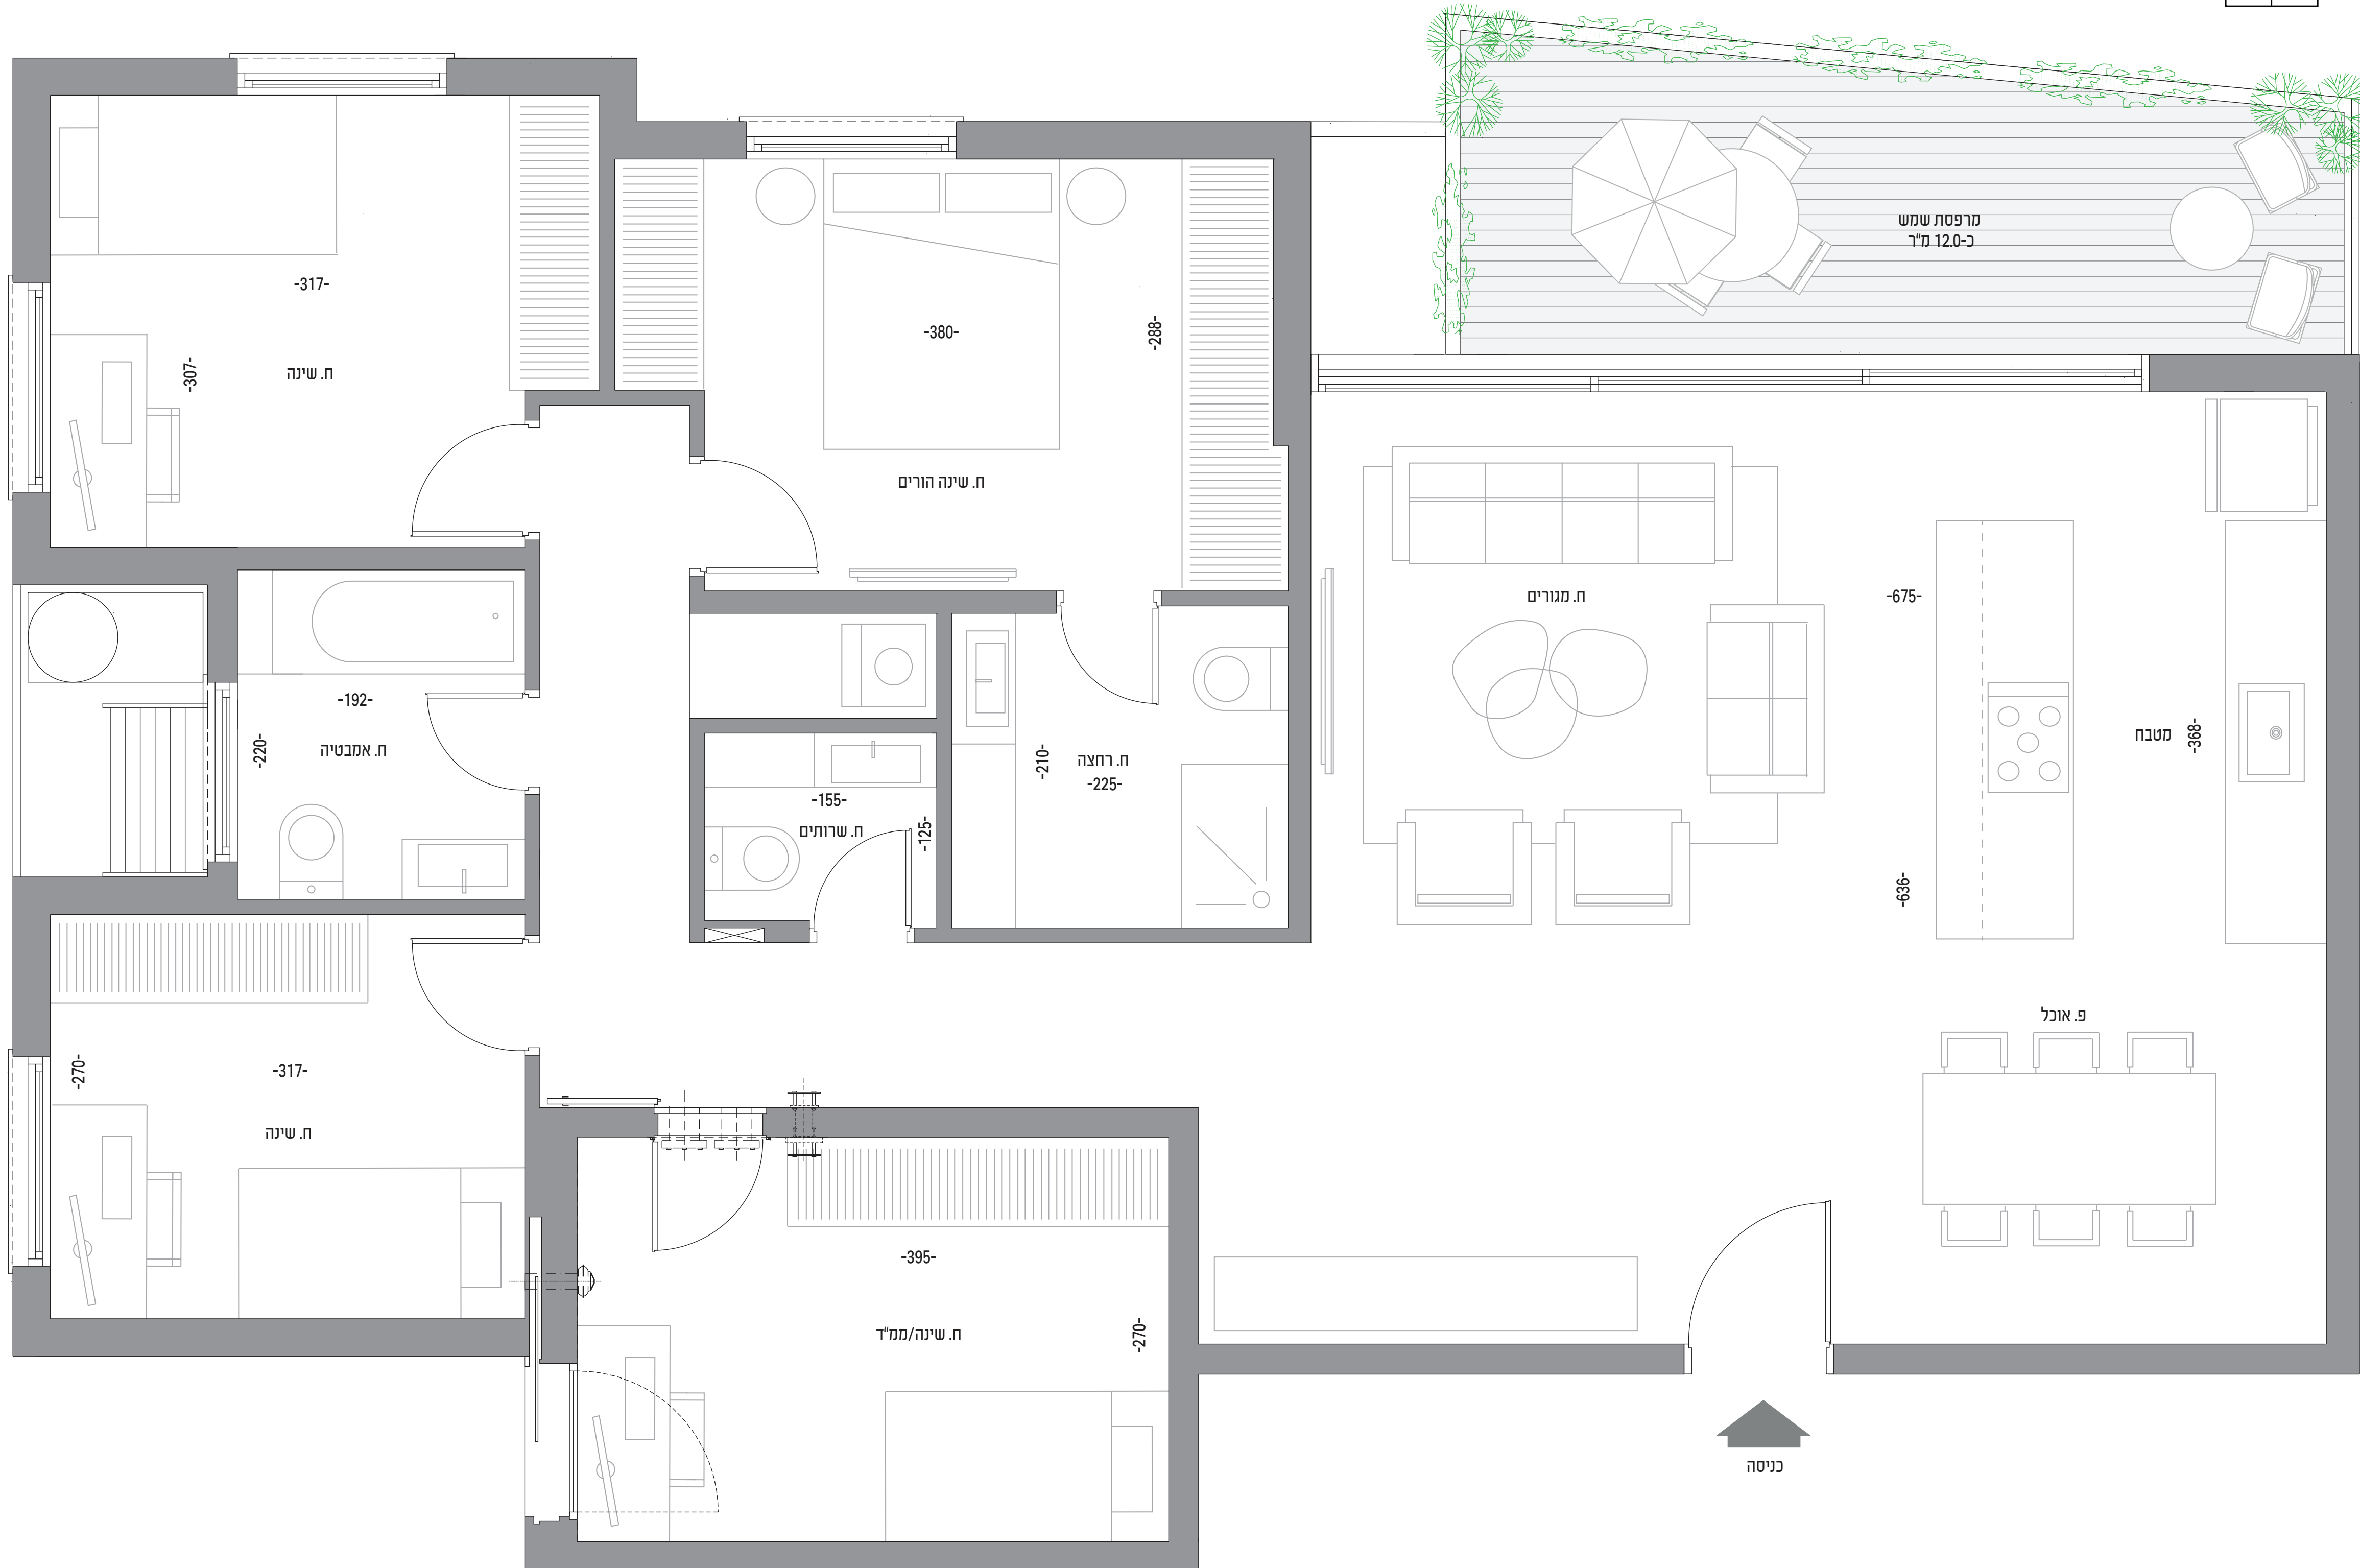 מרפסת שמש
כ-12.0 מ"ר
-317-
-307-
ח. שינה
-380-
-288-
ח. שינה הורים
ח. מגורים
-675-
-636-
מטבח
-368-
-192-
-220-
ח. אמבטיה
-155-
ח. שרותים
-125-
-210-
ח. רחצה
-225-
פ. אוכל
-317-
-270-
ח. שינה
-395-
ח. שינה/ממ"ד
-270-
כניסה